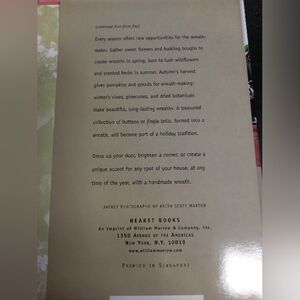 (continued from front flap)
Every season offers new opportunities for the wreath-
maker. Gather sweet flowers and budding boughs to
create wreaths in spring, turn to lush wildflowers
and scented herbs in summer. Autumn's harvest
gives pumpkins and gourds for wreath-making;
winter's vines, pinecones, and dried botanicals
make beautiful, long-lasting wreaths. A treasured
collection of buttons or jingle bells, formed into a
wreath, will become part of a holiday tradition.
Dress up your door, brighten a corner, or create a
unique accent for any spot of your house, at any
time of the year, with a handmade wreath.
JACKET PHOTOGRAPHS BY KEITH SCOTT MORTON
HEARST BOOKS
An Imprint of William Morrow & Company, Inc.
1350 Avenue of the Americas
New York, N.Y. 10019
www.williammorrow.com
Printed in Singapore